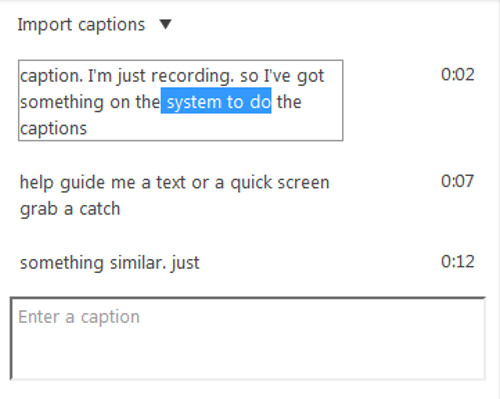 Import captions ▼
caption. I'm just recording. so I've got 0:02
something on the system to do the
captions
help guide me a text or a quick screen 0:07
grab a catch
something similar. just 0:12
Enter a caption